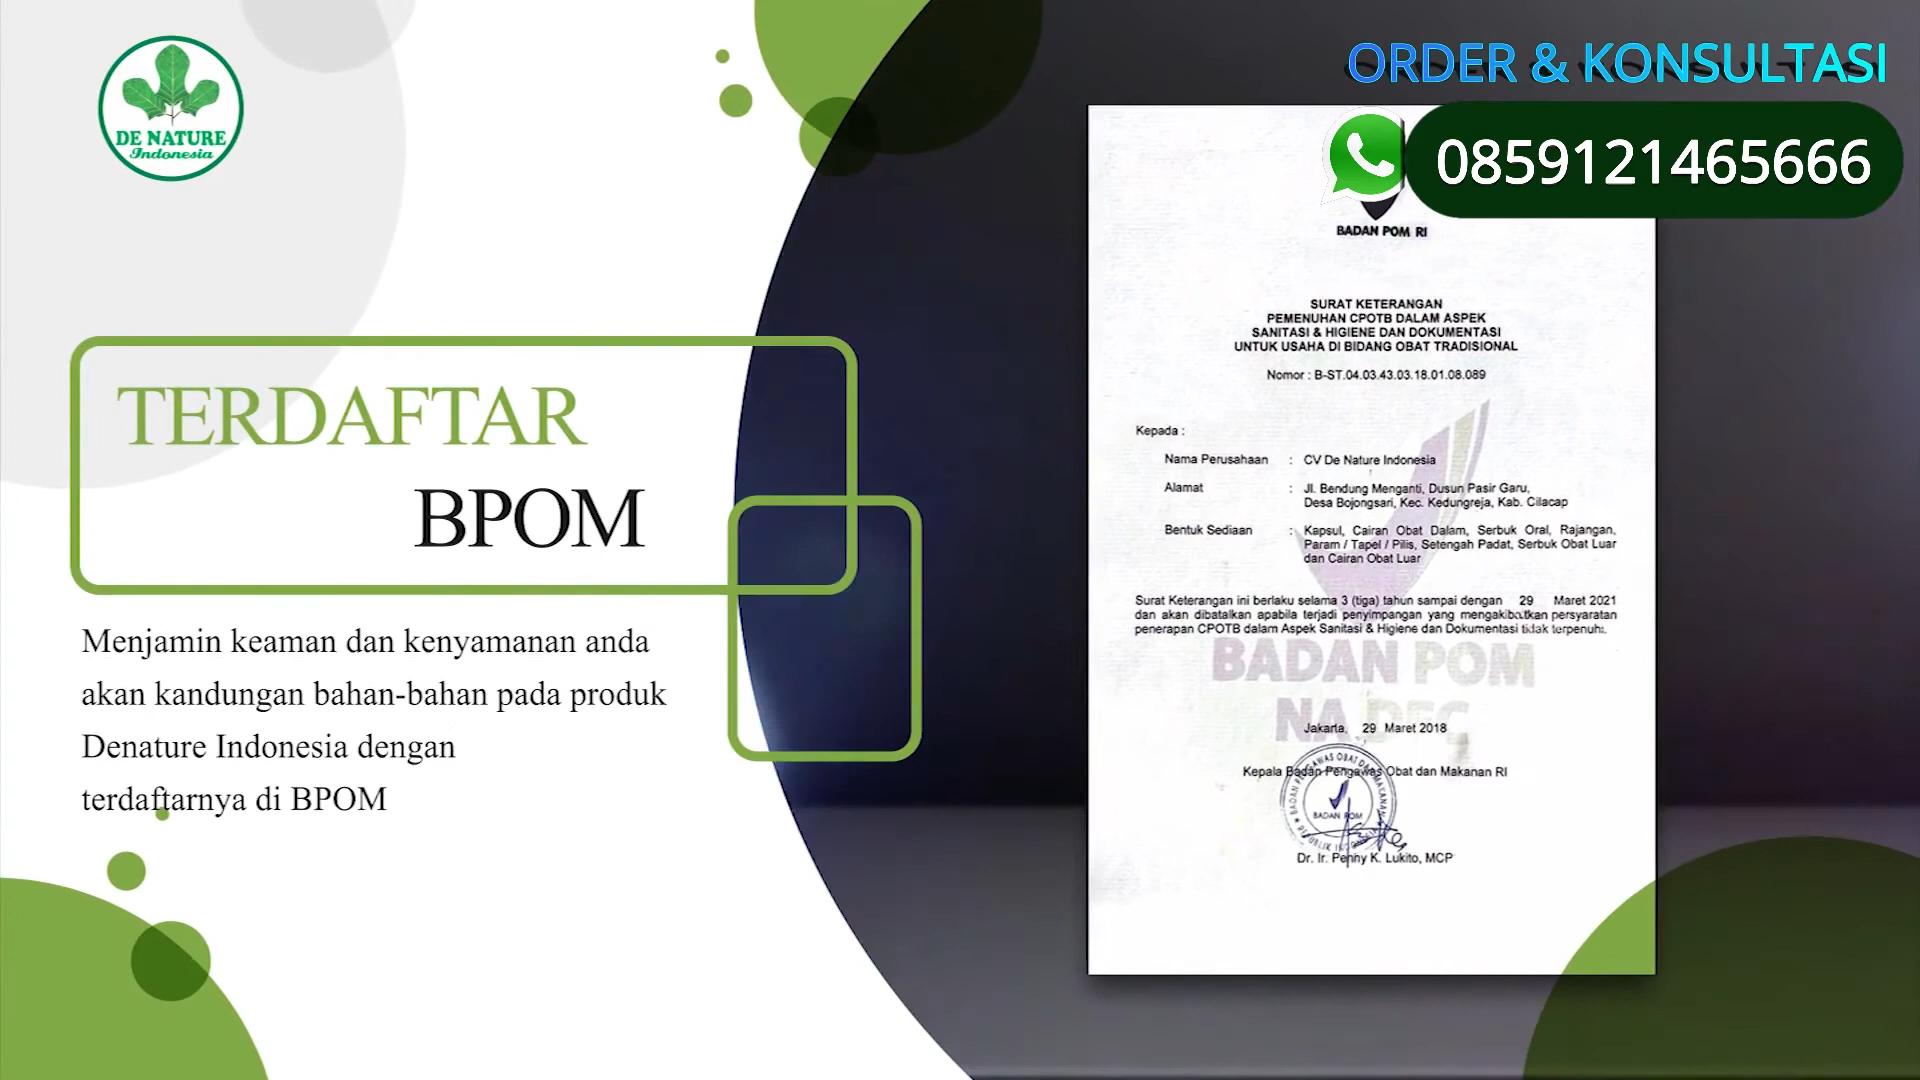 DE NATURE
Indonesia
ORDER & KONSULTASI
0859121465666
TERDAFTAR
BPOM
Menjamin keaman dan kenyamanan anda
akan kandungan bahan-bahan pada produk
Denature Indonesia dengan
terdaftarnya di BPOM
BADAN POM RI
SURAT KETERANGAN
PEMENUHAN CPOTB DALAM ASPEK
SANITASI & HIGIENE DAN DOKUMENTASI
UNTUK USAHA DI BIDANG OBAT TRADISIONAL
Nomor : B-ST.04.03.43.03.18.01.08.089
Kepada :
Nama Perusahaan : CV De Nature Indonesia
Alamat : Jl. Bendung Menganti, Dusun Pasir Garu,
Desa Bojongsari, Kec. Kedungreja, Kab. Cilacap
Bentuk Sediaan : Kapsul, Cairan Obat Dalam, Serbuk Oral, Rajangan,
Param / Tapel / Pilis, Setengah Padat, Serbuk Obat Luar
dan Cairan Obat Luar
Surat Keterangan ini berlaku selama 3 (tiga) tahun sampai dengan 29 Maret 2021
dan akan dibatalkan apabila terjadi penyimpangan yang mengakibatkan persyaratan
penerapan CPOTB dalam Aspek Sanitasi & Higiene dan Dokumentasi tidak terpenuhi.
BADAN POM
Jakarta, 29 Maret 2018
Kepala Badan Pengawas Obat dan Makanan RI
BADAN POM
Dr. Ir. Penny K. Lukito, MCP